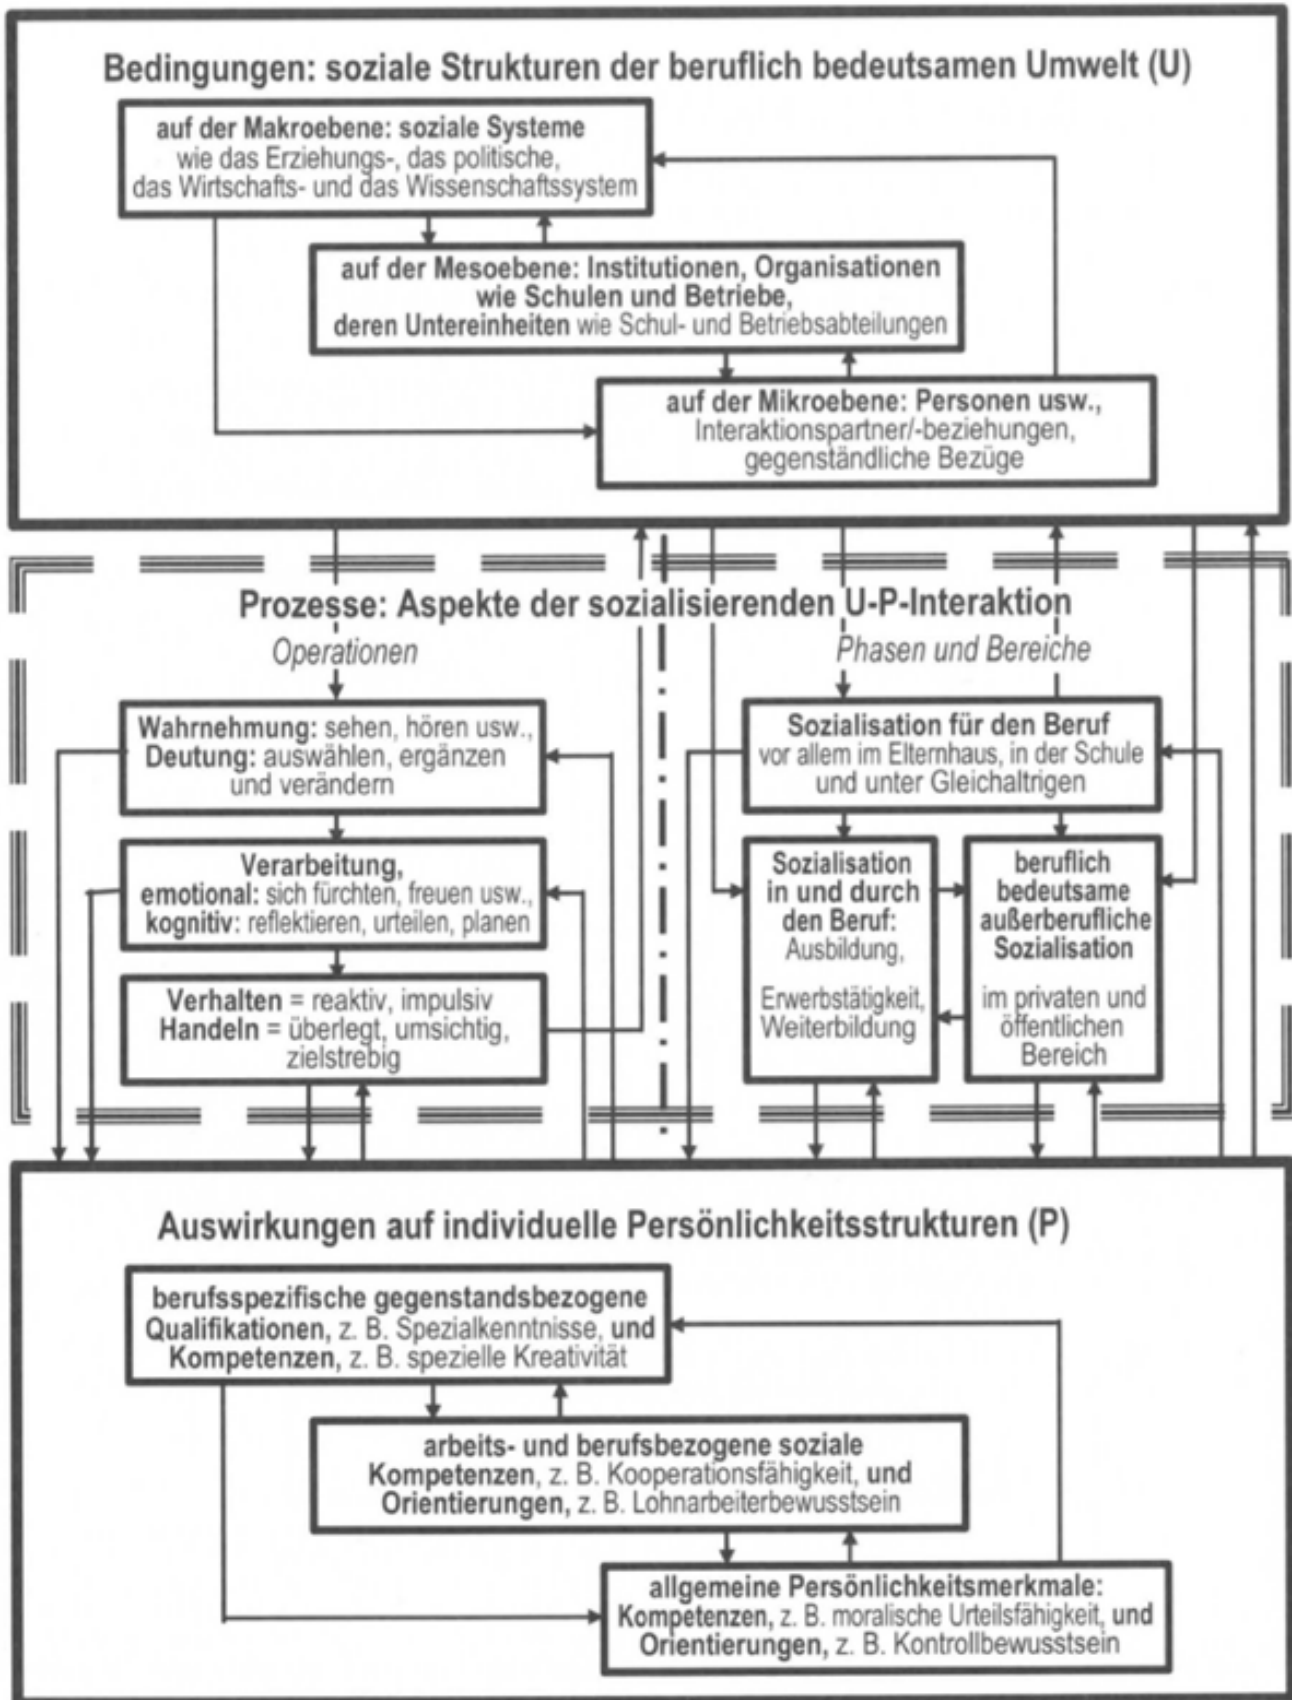 Bedingungen: soziale Strukturen der beruflich bedeutsamen Umwelt (U)
auf der Makroebene: soziale Systeme
wie das Erziehungs-, das politische,
das Wirtschafts- und das Wissenschaftssystem
auf der Mesoebene: Institutionen, Organisationen
wie Schulen und Betriebe,
deren Untereinheiten wie Schul- und Betriebsabteilungen
auf der Mikroebene: Personen usw.,
Interaktionspartner/-beziehungen,
gegenständliche Bezüge
Prozesse: Aspekte der sozialisierenden U-P-Interaktion
Operationen
Wahrnehmung: sehen, hören usw.,
Deutung: auswählen, ergänzen
und verändern
Verarbeitung,
emotional: sich fürchten, freuen usw.,
kognitiv: reflektieren, urteilen, planen
Verhalten = reaktiv, impulsiv
Handeln = überlegt, umsichtig,
zielstrebig
Phasen und Bereiche
Sozialisation für den Beruf
vor allem im Elternhaus, in der Schule
und unter Gleichaltrigen
Sozialisation
in und durch
den Beruf:
Ausbildung,
Erwerbstätigkeit,
Weiterbildung
beruflich
bedeutsame
außerberufliche
Sozialisation
im privaten und
öffentlichen
Bereich
Auswirkungen auf individuelle Persönlichkeitsstrukturen (P)
berufsspezifische gegenstandsbezogene
Qualifikationen, z. B. Spezialkenntnisse, und
Kompetenzen, z. B. spezielle Kreativität
arbeits- und berufsbezogene soziale
Kompetenzen, z. B. Kooperationsfähigkeit, und
Orientierungen, z. B. Lohnarbeiterbewusstsein
allgemeine Persönlichkeitsmerkmale:
Kompetenzen, z. B. moralische Urteilsfähigkeit, und
Orientierungen, z. B. Kontrollbewusstsein